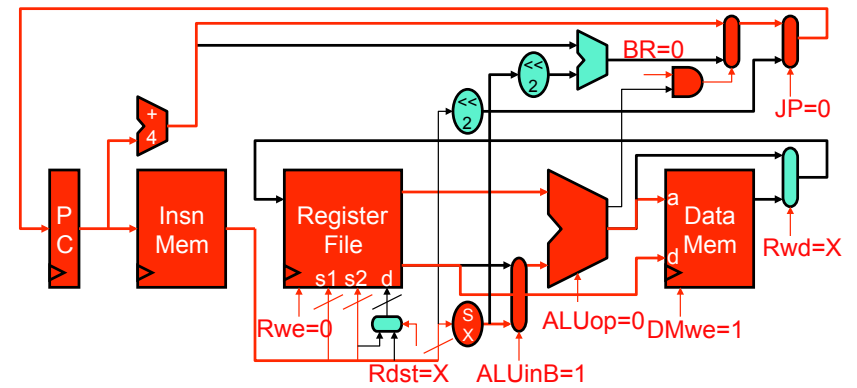 BR=0
<<
2
<<
2
+
4
JP=0
P
C
Insn
Mem
Register
File
s1 s2 d
a
d
Data
Mem
Rwd=X
Rwe=0
S
X
ALUop=0
DMwe=1
Rdst=X
ALUinB=1